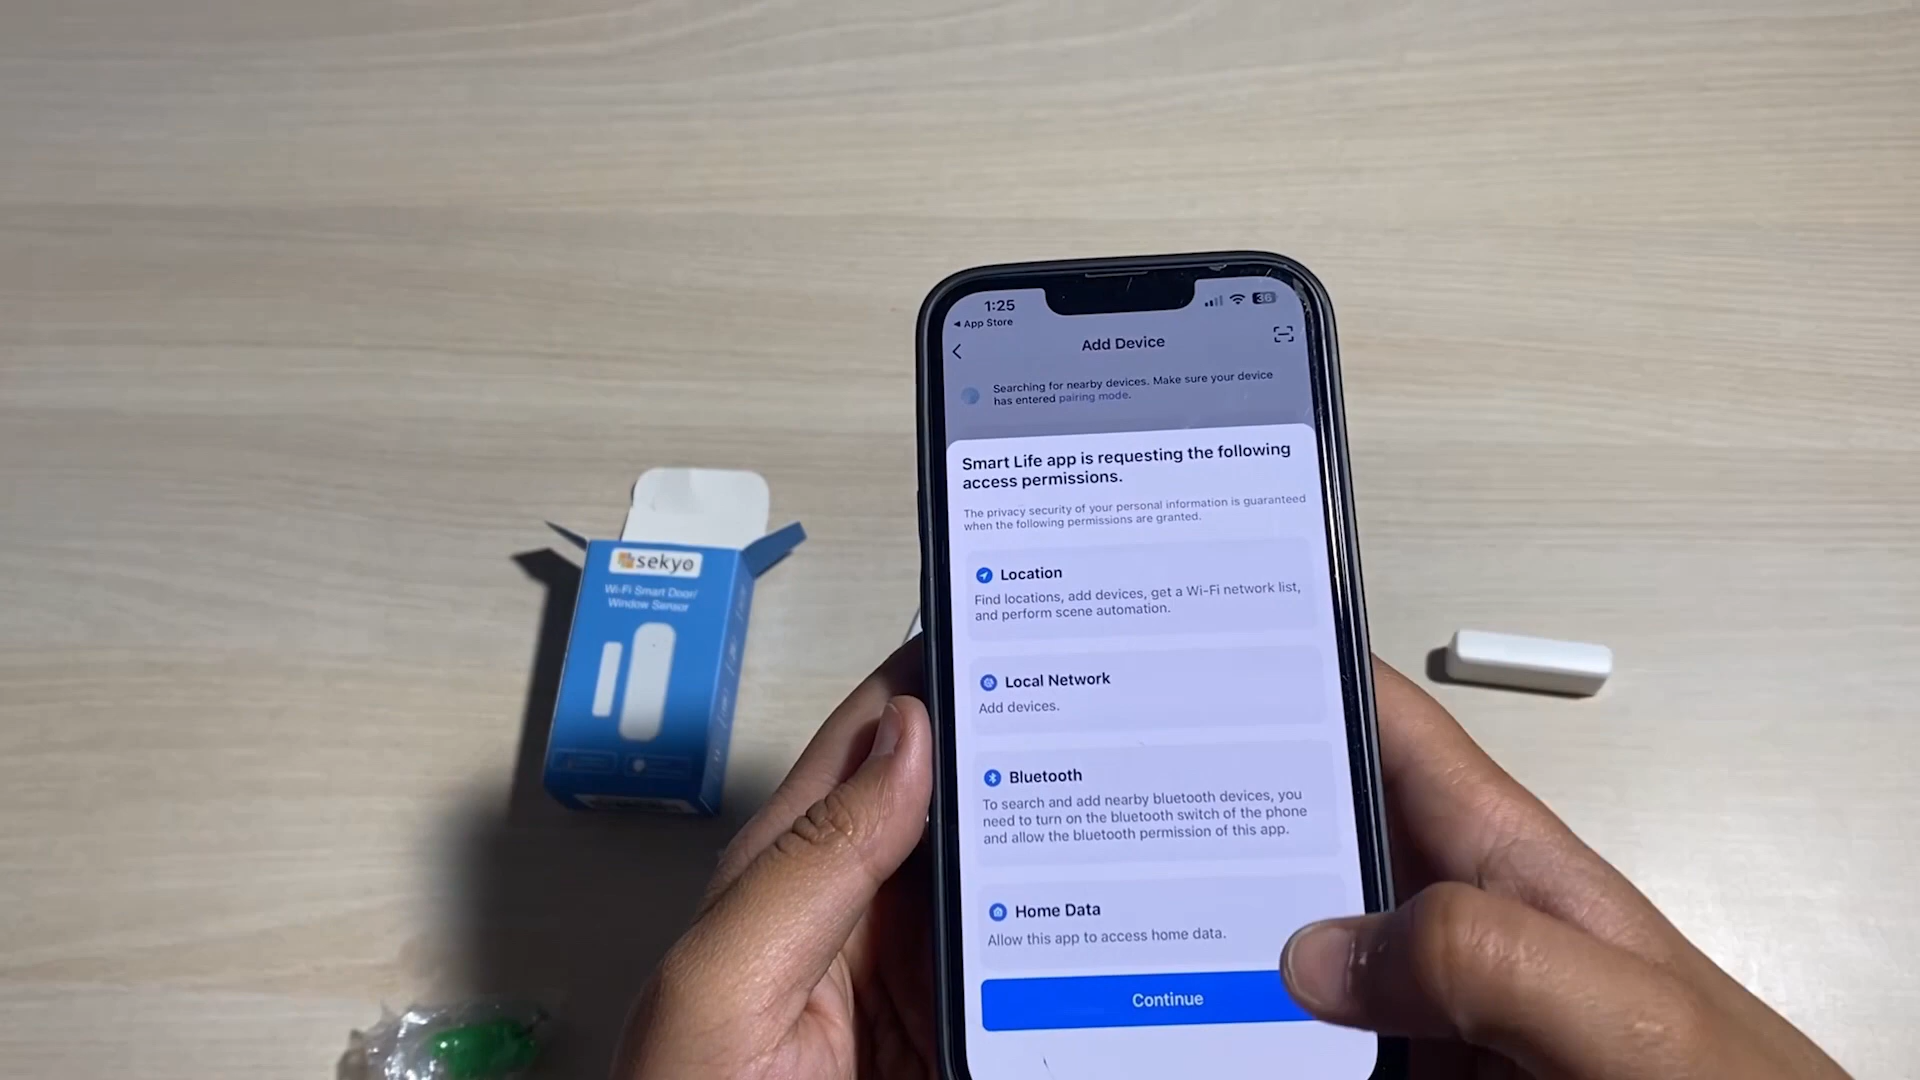 sekyo
Wi-Fi Smart Door/
Window Sensor
1:25
36
◄ App Store
Add Device
Searching for nearby devices. Make sure your device
has entered pairing mode.
Smart Life app is requesting the following
access permissions.
The privacy security of your personal information is guaranteed
when the following permissions are granted.
Location
Find locations, add devices, get a Wi-Fi network list,
and perform scene automation.
Local Network
Add devices.
Bluetooth
To search and add nearby bluetooth devices, you
need to turn on the bluetooth switch of the phone
and allow the bluetooth permission of this app.
Home Data
Allow this app to access home data.
Continue